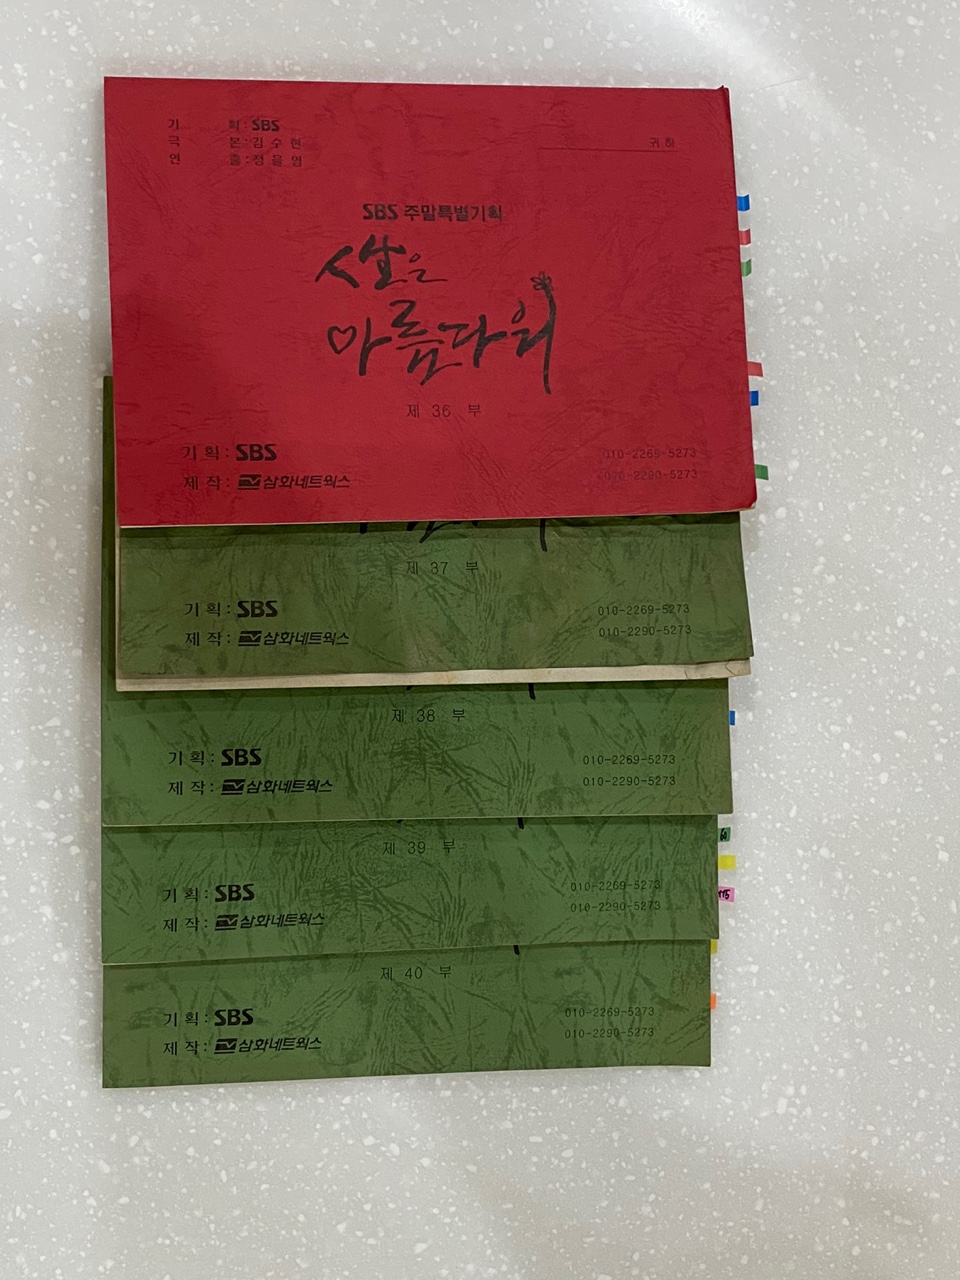 기 획 : SBS
극 본 : 김 수 현
연 출 : 정 을 영
귀 하
SBS 주말특별기획
인생은
아름다워
제 36 부
기 획 : SBS
제 작 : 삼화네트웍스
010-2269-5273
010-2290-5273
제 37 부
기 획 : SBS
제 작 : 삼화네트웍스
010-2269-5273
010-2290-5273
제 38 부
기 획 : SBS
제 작 : 삼화네트웍스
010-2269-5273
010-2290-5273
제 39 부
기 획 : SBS
제 작 : 삼화네트웍스
010-2269-5273
010-2290-5273
제 40 부
기 획 : SBS
제 작 : 삼화네트웍스
010-2269-5273
010-2290-5273